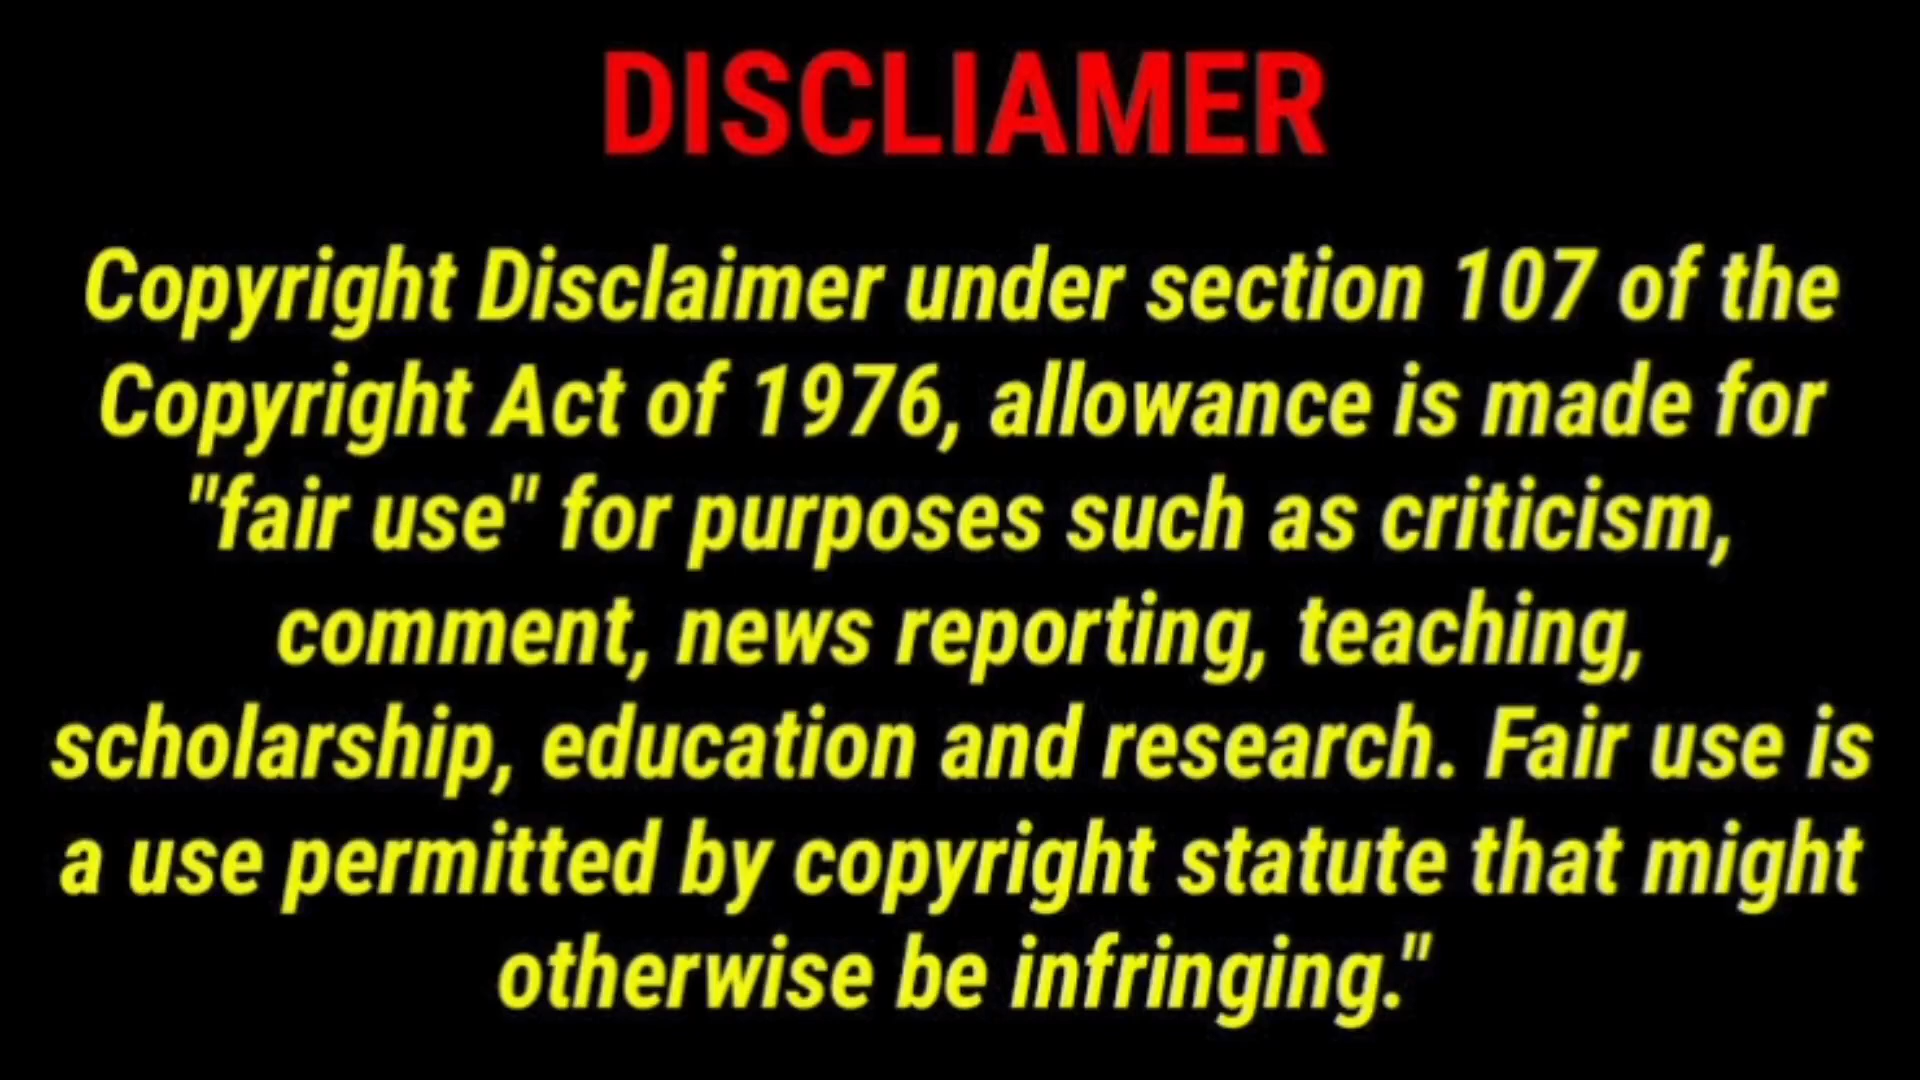 DISCLIAMER
Copyright Disclaimer under section 107 of the
Copyright Act of 1976, allowance is made for
"fair use" for purposes such as criticism,
comment, news reporting, teaching,
scholarship, education and research. Fair use is
a use permitted by copyright statute that might
otherwise be infringing."